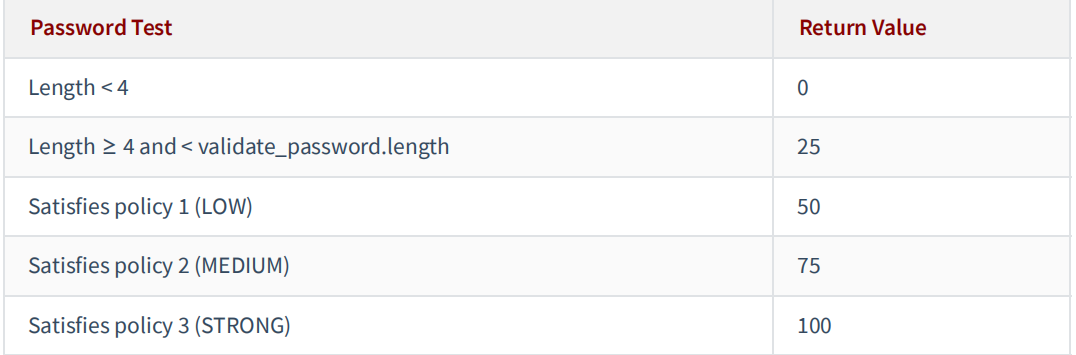 Password Test Return Value
Length < 4 0
Length ≥ 4 and < validate_password.length 25
Satisfies policy 1 (LOW) 50
Satisfies policy 2 (MEDIUM) 75
Satisfies policy 3 (STRONG) 100